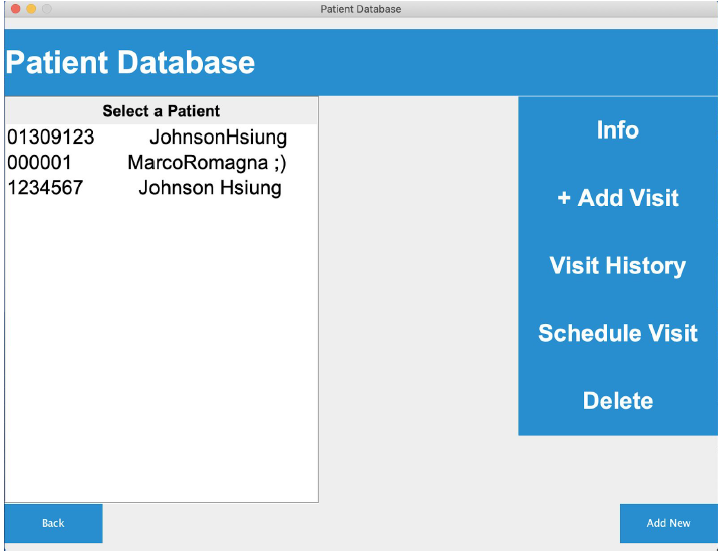 Patient Database
Patient Database
Select a Patient
01309123 JohnsonHsiung
000001 MarcoRomagna ;)
1234567 Johnson Hsiung
Info
+ Add Visit
Visit History
Schedule Visit
Delete
Back
Add New